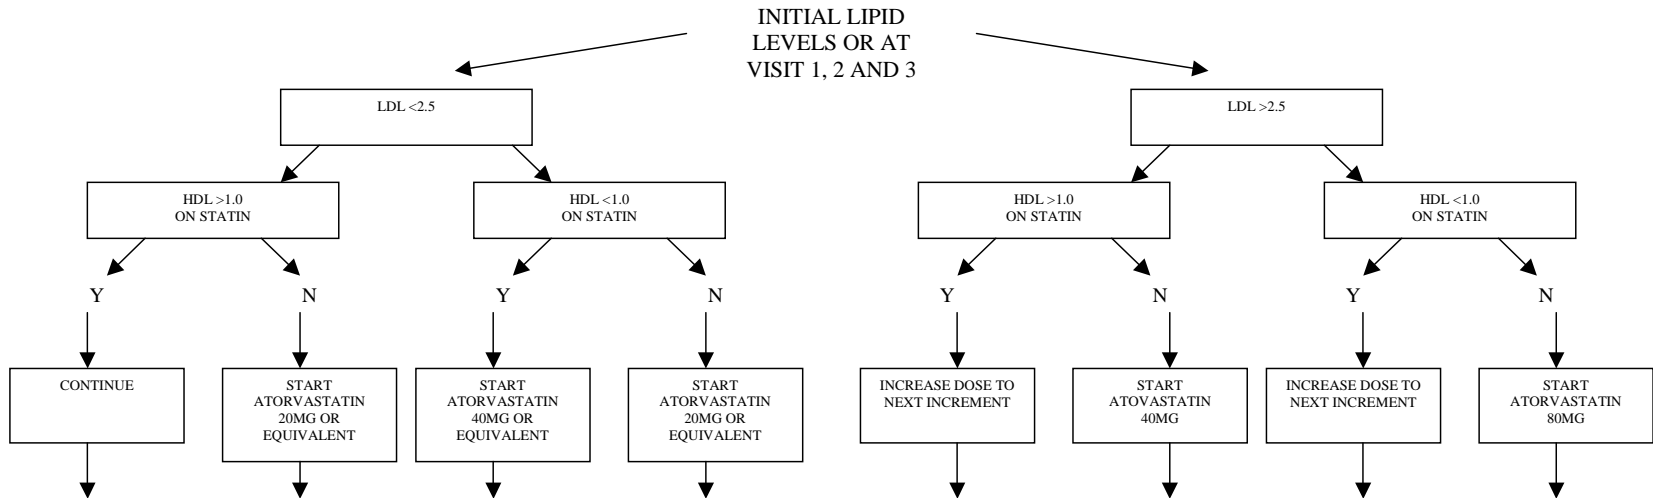 INITIAL LIPID
LEVELS OR AT
VISIT 1, 2 AND 3
LDL <2.5
LDL >2.5
HDL >1.0
ON STATIN
HDL <1.0
ON STATIN
HDL >1.0
ON STATIN
HDL <1.0
ON STATIN
Y
N
Y
N
Y
N
Y
N
CONTINUE
START
ATORVASTATIN
20MG OR
EQUIVALENT
START
ATORVASTATIN
40MG OR
EQUIVALENT
START
ATORVASTATIN
20MG OR
EQUIVALENT
INCREASE DOSE TO
NEXT INCREMENT
START
ATOVASTATIN
40MG
INCREASE DOSE TO
NEXT INCREMENT
START
ATORVASTATIN
80MG